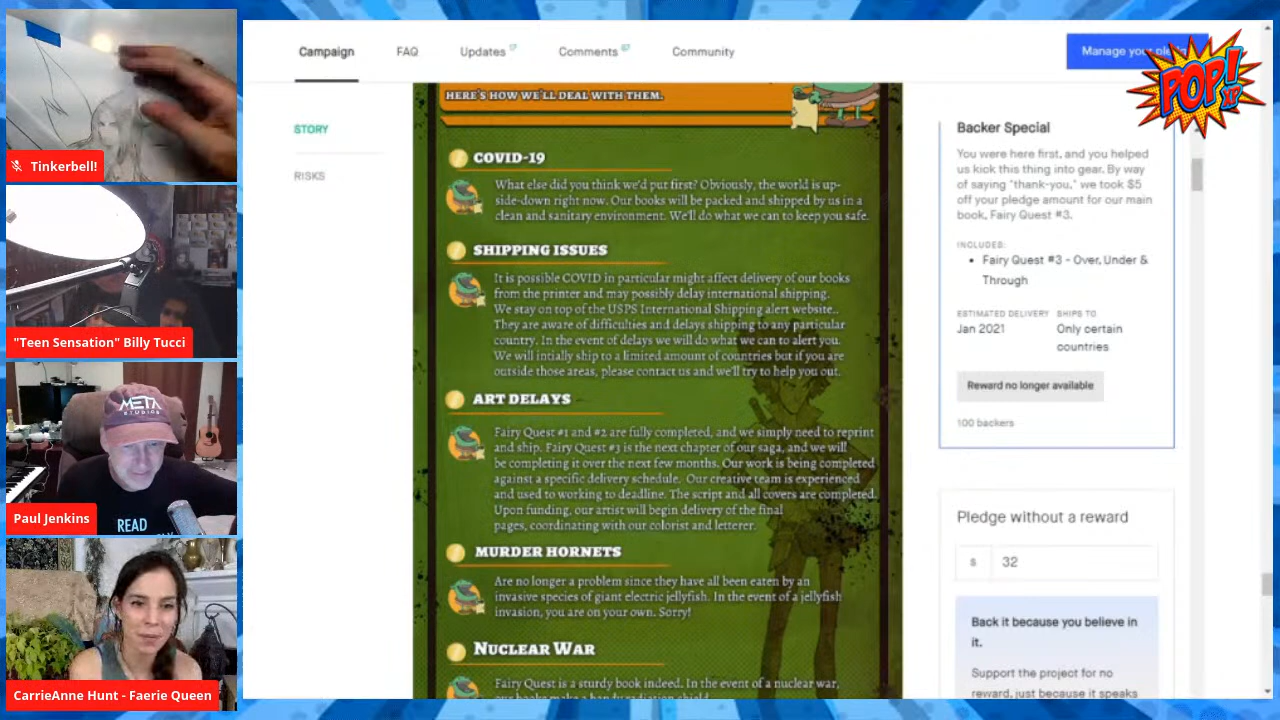 Tinkerbell!
"Teen Sensation" Billy Tucci
META
STUDIOS
READ
Paul Jenkins
CarrieAnne Hunt - Faerie Queen
Campaign
FAQ
Updates 17
Comments
Community
Manage your pledge
POP!
XP
STORY
RISKS
HERE'S HOW WE'LL DEAL WITH THEM.
COVID-19
What else did you think we'd put first? Obviously, the world is up-
side-down right now. Our books will be packed and shipped by us in a
clean and sanitary environment. We'll do what we can to keep you safe.
SHIPPING ISSUES
It is possible COVID in particular might affect delivery of our books
from the printer and may possibly delay international shipping.
We stay on top of the USPS International Shipping alert website..
They are aware of difficulties and delays shipping to any particular
country. In the event of delays we will do what we can to alert you.
We will intially ship to a limited amount of countries but if you are
outside those areas, please contact us and we'll try to help you out.
ART DELAYS
Fairy Quest #1 and #2 are fully completed, and we simply need to reprint
and ship. Fairy Quest #3 is the next chapter of our saga, and we will
be completing it over the next few months. Our work is being completed
against a specific delivery schedule. Our creative team is experienced
and used to working to deadline. The script and all covers are completed.
Upon funding, our artist will begin delivery of the final
pages, coordinating with our colorist and letterer.
MURDER HORNETS
Are no longer a problem since they have all been eaten by an
invasive species of giant electric jellyfish. In the event of a jellyfish
invasion, you are on your own. Sorry!
NUCLEAR WAR
Fairy Quest is a sturdy book indeed. In the event of a nuclear war,
our books make a handy radiation shield.
Backer Special
You were here first, and you helped
us kick this thing into gear. By way
of saying "thank-you," we took $5
off your pledge amount for our main
book, Fairy Quest #3.
INCLUDES:
Fairy Quest #3 - Over, Under &
Through
ESTIMATED DELIVERY
Jan 2021
SHIPS TO
Only certain
countries
Reward no longer available
100 backers
Pledge without a reward
$ 32
Back it because you believe in
it.
Support the project for no
reward, just because it speaks